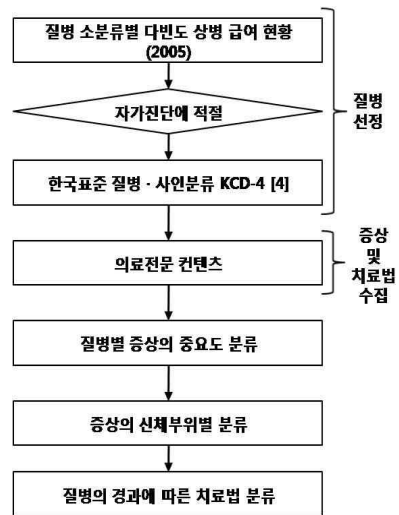 질병 소분류별 다빈도 상병 급여 현황
(2005)
자가진단에 적절
질병
선정
한국표준 질병 · 사인분류 KCD-4 [4]
의료전문 컨텐츠
증상
및
치료법
수집
질병별 증상의 중요도 분류
증상의 신체부위별 분류
질병의 경과에 따른 치료법 분류